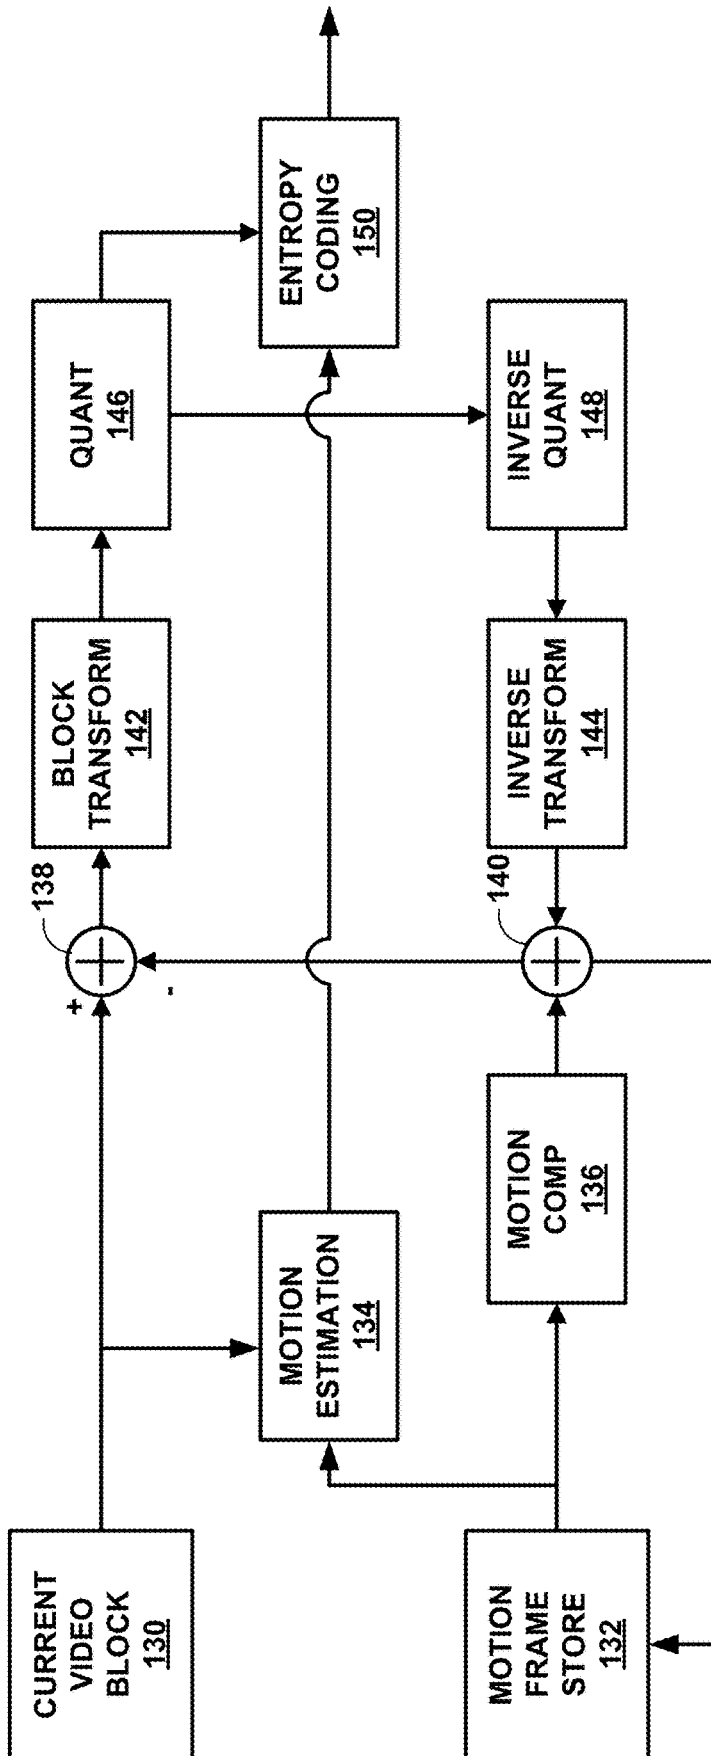 CURRENT
VIDEO
BLOCK
130
+
-
138
BLOCK
TRANSFORM
142
QUANT
146
MOTION
ESTIMATION
134
ENTROPY
CODING
150
MOTION
FRAME
STORE
132
MOTION
COMP
136
140
INVERSE
TRANSFORM
144
INVERSE
QUANT
148